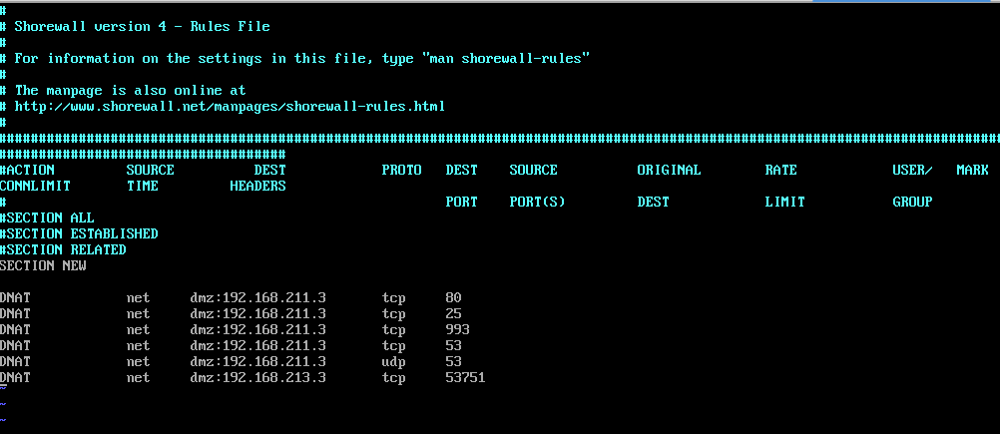 #
# Shorewall version 4 - Rules File
#
# For information on the settings in this file, type "man shorewall-rules"
#
# The manpage is also online at
# http://www.shorewall.net/manpages/shorewall-rules.html
#
#############################################################################################################################
####################################
#ACTION SOURCE DEST PROTO DEST SOURCE ORIGINAL RATE USER/ MARK
CONNLIMIT TIME HEADERS
# PORT PORT(S) DEST LIMIT GROUP
#SECTION ALL
#SECTION ESTABLISHED
#SECTION RELATED
SECTION NEW
DNAT net dmz:192.168.211.3 tcp 80
DNAT net dmz:192.168.211.3 tcp 25
DNAT net dmz:192.168.211.3 tcp 993
DNAT net dmz:192.168.211.3 tcp 53
DNAT net dmz:192.168.211.3 udp 53
DNAT net dmz:192.168.213.3 tcp 53751
~
~
~